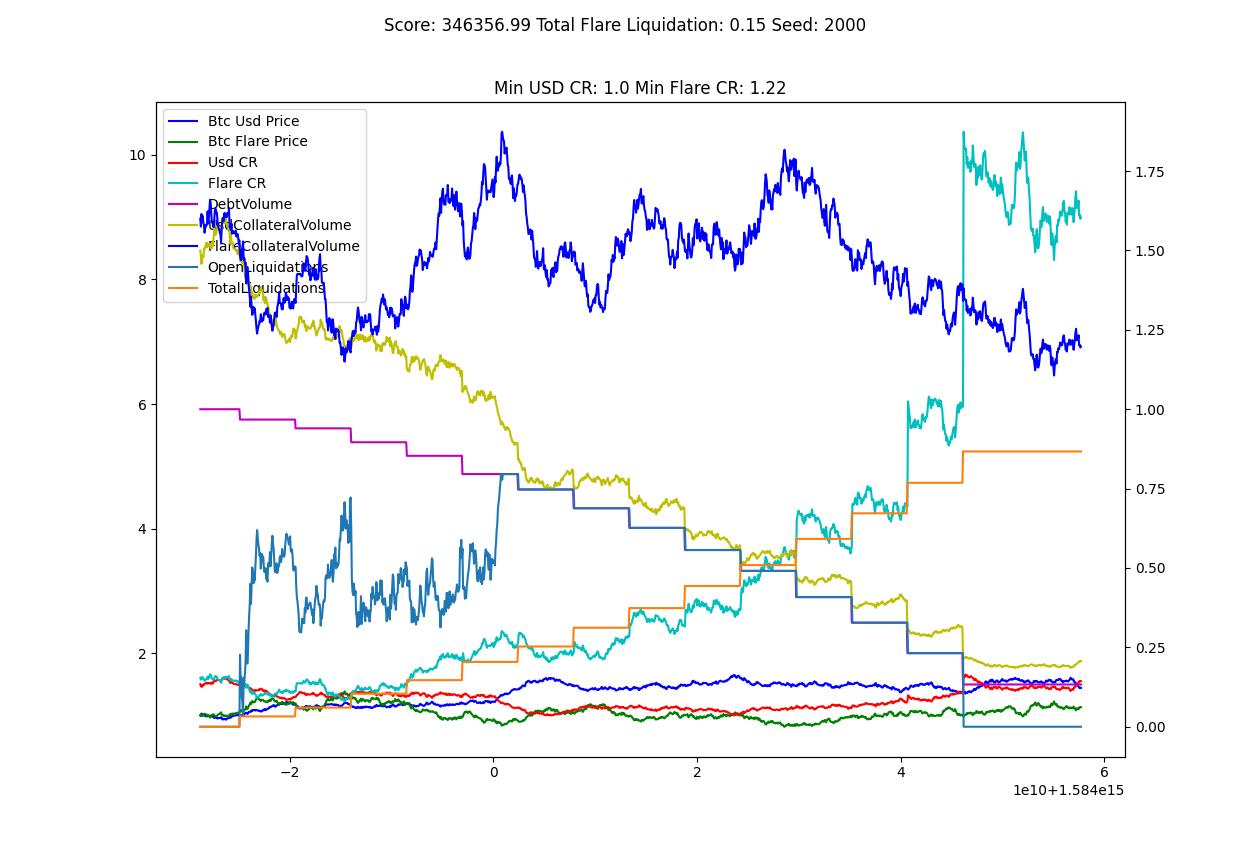 Score: 346356.99 Total Flare Liquidation: 0.15 Seed: 2000
Min USD CR: 1.0 Min Flare CR: 1.22
Btc Usd Price
Btc Flare Price
Usd CR
Flare CR
DebtVolume
UsdCollateralVolume
FlareCollateralVolume
OpenLiquidations
TotalLiquidations
10
8
6
4
2
1.75
1.50
1.25
1.00
0.75
0.50
0.25
0.00
−2
0
2
4
6
1e10+1.584e15